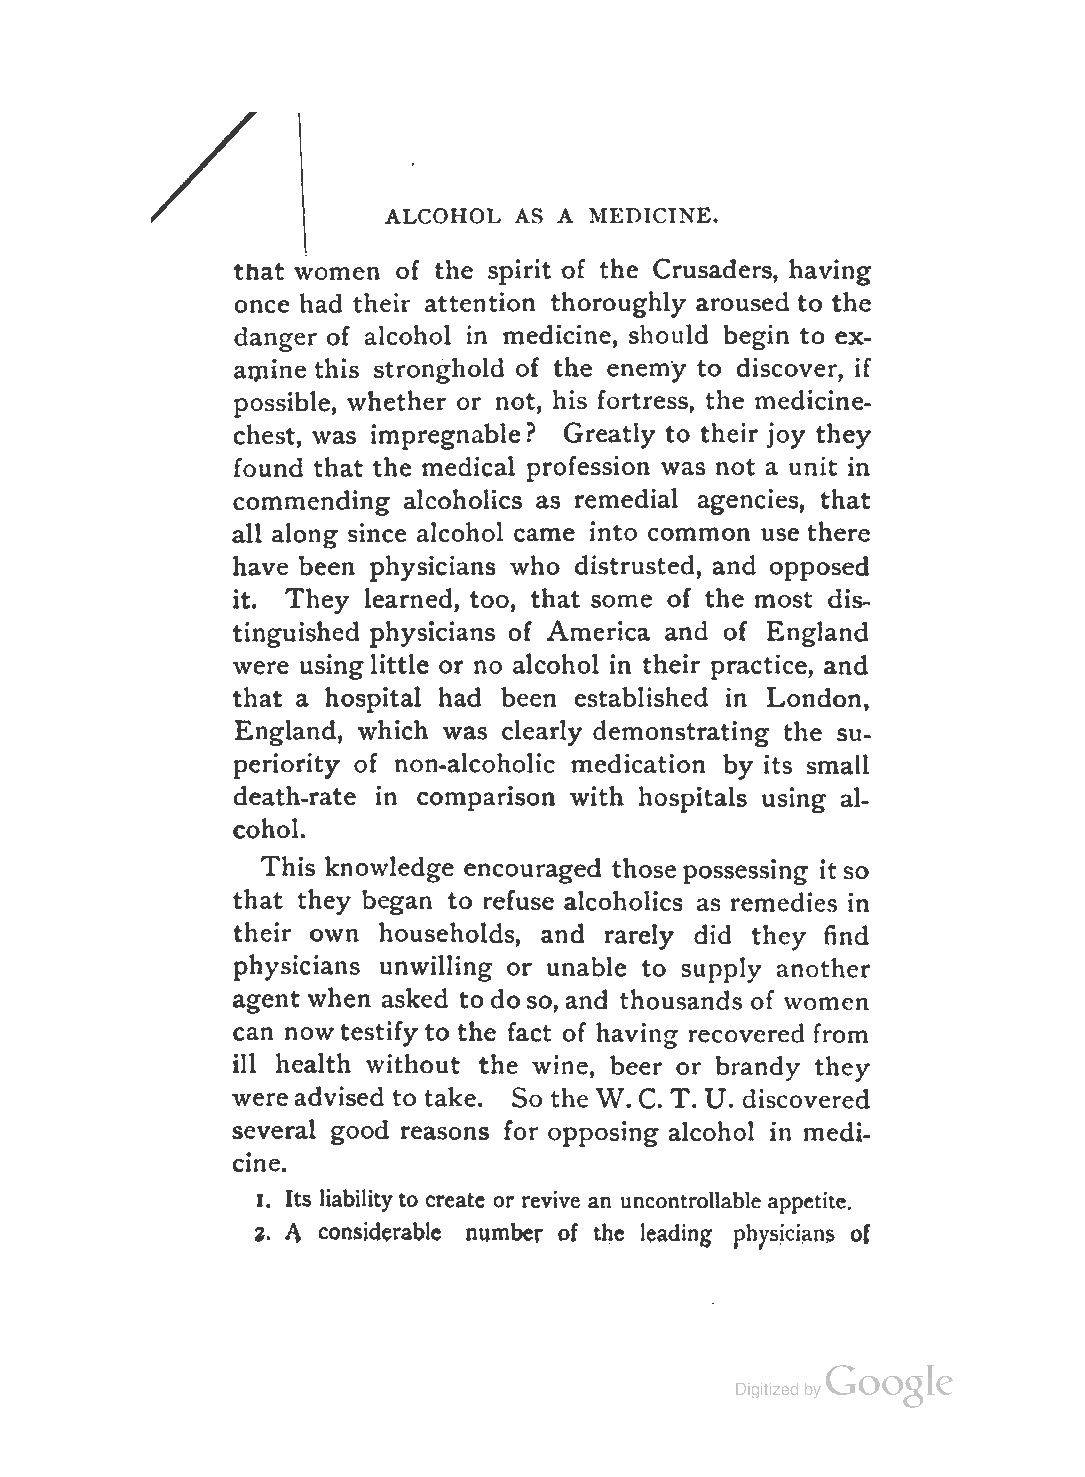 ALCOHOL AS A MEDICINE.
that women of the spirit of the Crusaders, having
once had their attention thoroughly aroused to the
danger of alcohol in medicine, should begin to ex-
amine this stronghold of the enemy to discover, if
possible, whether or not, his fortress, the medicine-
chest, was impregnable? Greatly to their joy they
found that the medical profession was not a unit in
commending alcoholics as remedial agencies, that
all along since alcohol came into common use there
have been physicians who distrusted, and opposed
it. They learned, too, that some of the most dis-
tinguished physicians of America and of England
were using little or no alcohol in their practice, and
that a hospital had been established in London,
England, which was clearly demonstrating the su-
periority of non-alcoholic medication by its small
death-rate in comparison with hospitals using al-
cohol.
This knowledge encouraged those possessing it so
that they began to refuse alcoholics as remedies in
their own households, and rarely did they find
physicians unwilling or unable to supply another
agent when asked to do so, and thousands of women
can now testify to the fact of having recovered from
ill health without the wine, beer or brandy they
were advised to take. So the W. C. T. U. discovered
several good reasons for opposing alcohol in medi-
cine.
1. Its liability to create or revive an uncontrollable appetite.
2. A considerable number of the leading physicians of
Digitized by Google